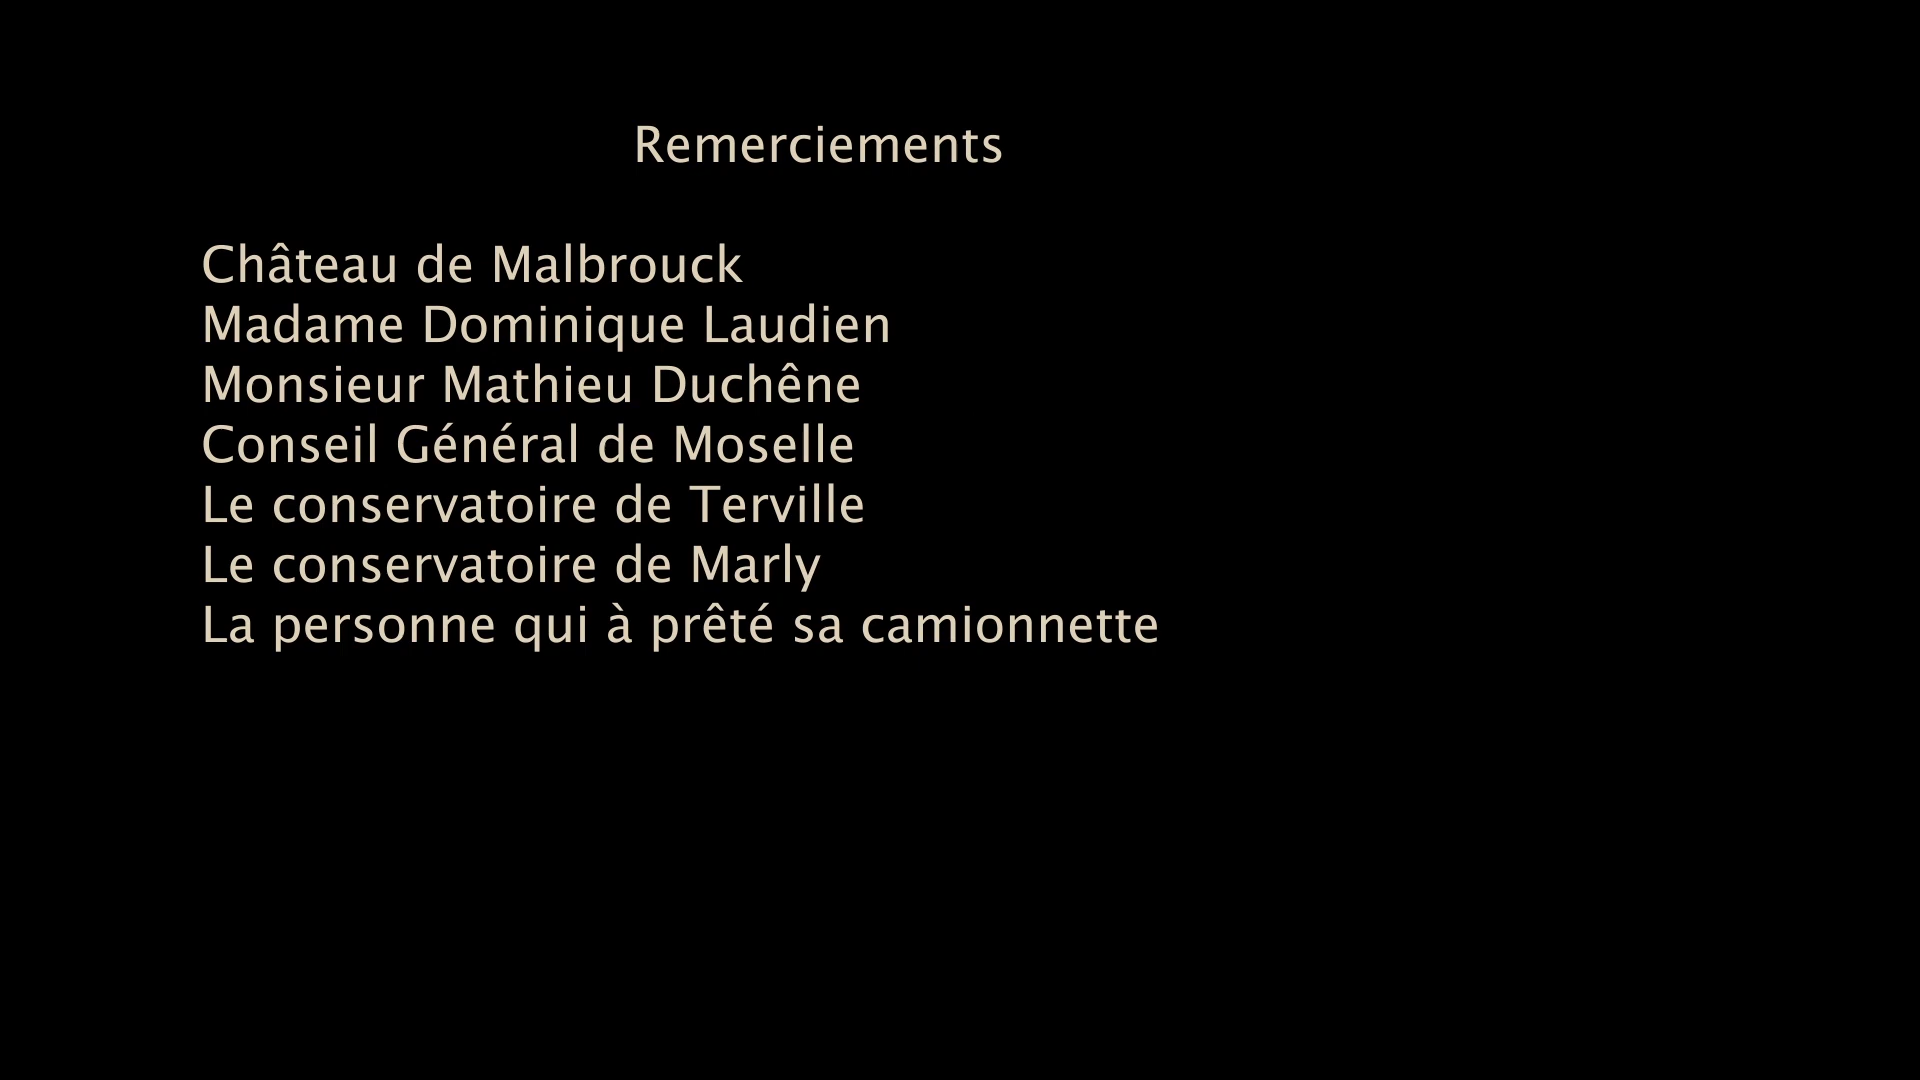 Remerciements
Château de Malbrouck
Madame Dominique Laudien
Monsieur Mathieu Duchêne
Conseil Général de Moselle
Le conservatoire de Terville
Le conservatoire de Marly
La personne qui à prêté sa camionnette